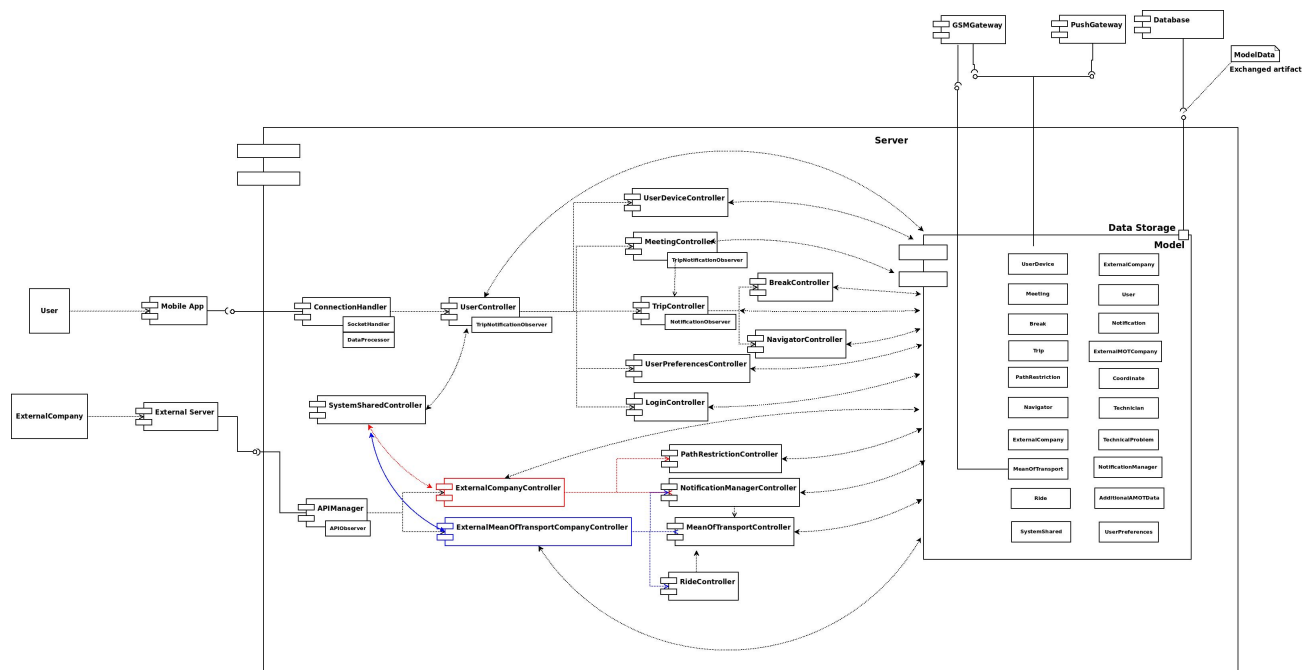 GSMGateway
PushGateway
Database
ModelData
Exchanged artifact
Server
UserDeviceController
MeetingController
TripNotificationObserver
BreakController
TripController
NotificationObserver
NavigatorController
UserPreferencesController
LoginController
User
Mobile App
ConnectionHandler
SocketHandler
DataProcessor
UserController
TripNotificationObserver
SystemSharedController
ExternalCompany
External Server
APIManager
APIObserver
ExternalCompanyController
ExternalMeanOfTransportCompanyController
PathRestrictionController
NotificationManagerController
MeanOfTransportController
RideController
Data Storage
Model
UserDevice
ExternalCompany
Meeting
User
Break
Notification
Trip
ExternalMOTCompany
PathRestriction
Coordinate
Navigator
Technician
ExternalCompany
TechnicalProblem
MeanOfTransport
NotificationManager
Ride
AdditionalAMOTData
SystemShared
UserPreferences